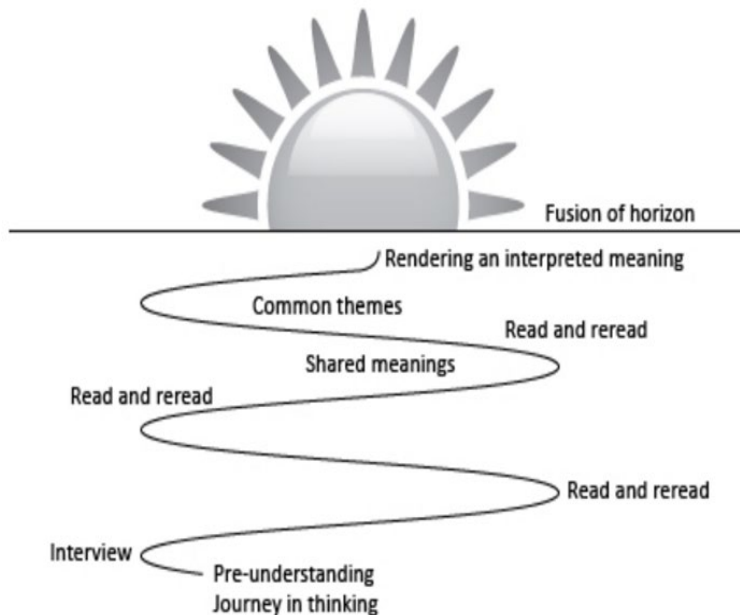 Fusion of horizon
Rendering an interpreted meaning
Common themes
Read and reread
Shared meanings
Read and reread
Read and reread
Interview
Pre-understanding
Journey in thinking